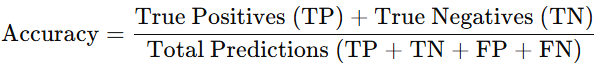 Accuracy = True Positives (TP) + True Negatives (TN)
Total Predictions (TP + TN + FP + FN)